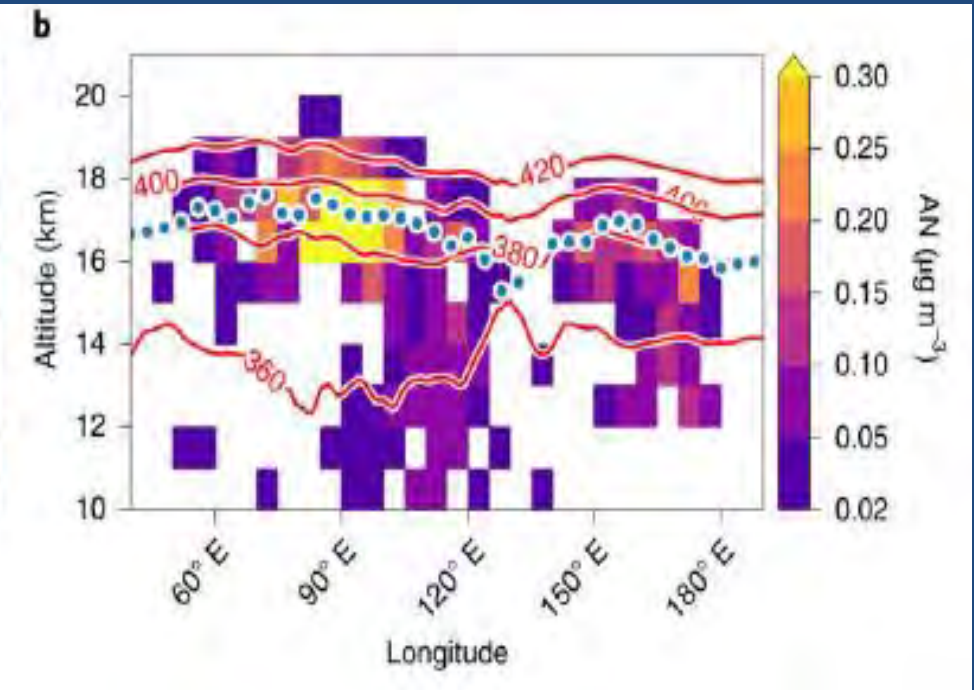 b
20
18
16
14
12
10
Altitude (km)
420
400
400
380
360
60° E
90° E
120° E
150° E
180° E
Longitude
0.30
0.25
0.20
0.15
0.10
0.05
0.02
AN (μg m⁻³)